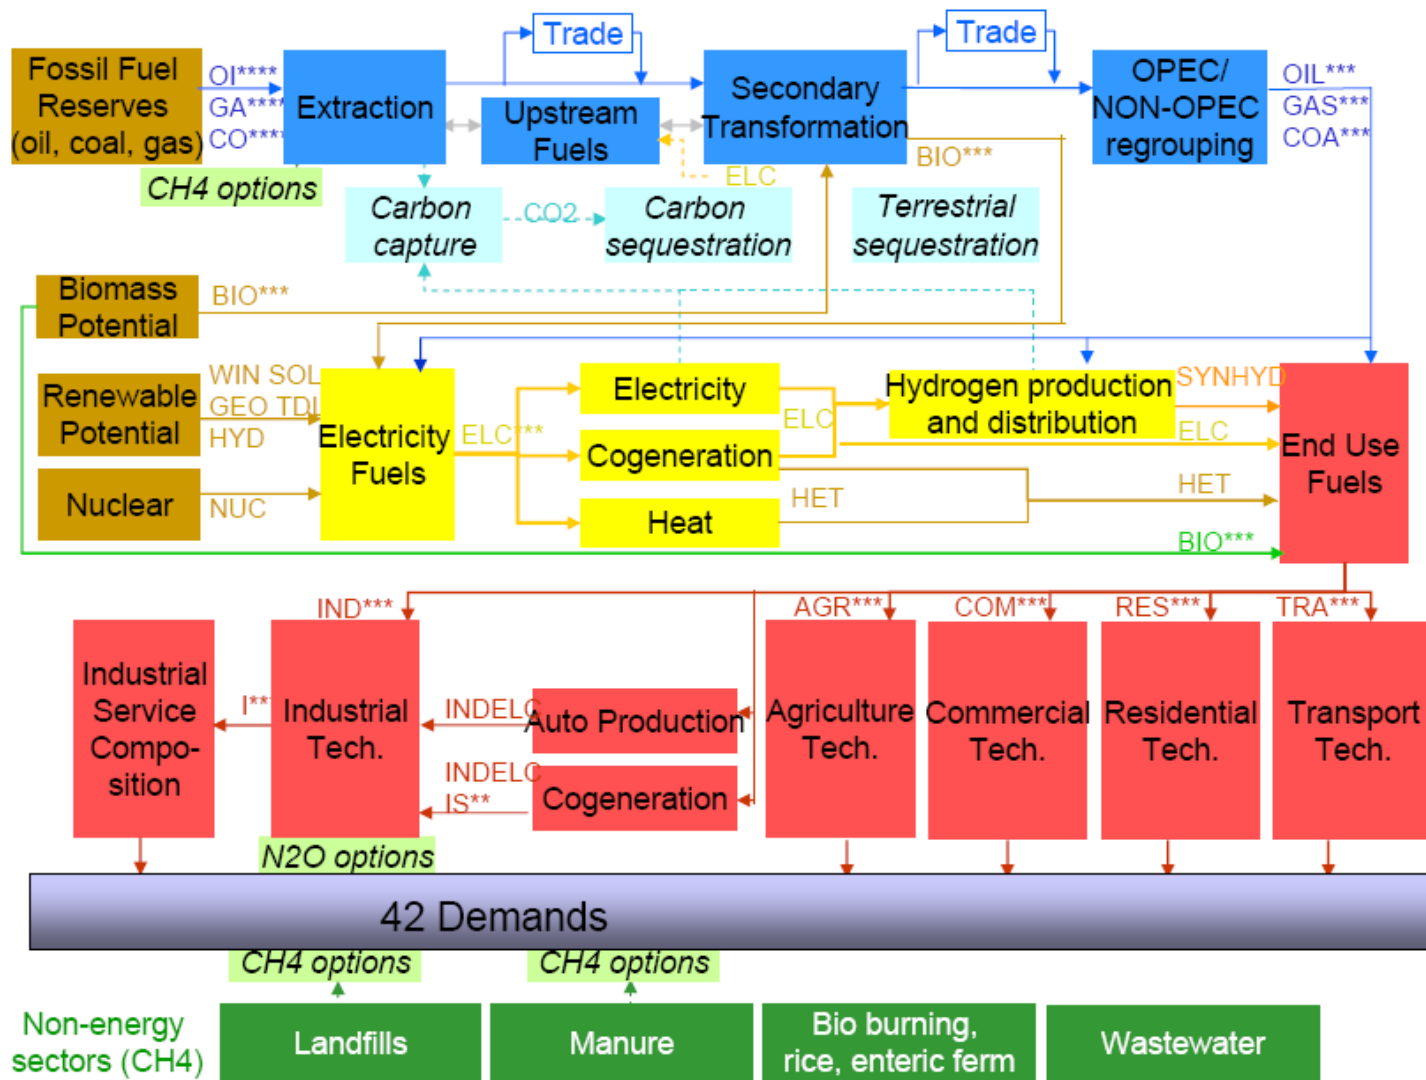 Trade
Trade
Fossil Fuel
Reserves
(oil, coal, gas)
OI****
GA****
CO****
Extraction
Upstream
Fuels
Secondary
Transformation
OPEC/
NON-OPEC
regrouping
OIL***
GAS***
COA***
BIO***
ELC
CH4 options
Carbon
capture
CO2
Carbon
sequestration
Terrestrial
sequestration
Biomass
Potential
BIO***
Renewable
Potential
WIN SOL
GEO TDI
HYD
Nuclear
NUC
Electricity
Fuels
ELC***
Electricity
Cogeneration
Heat
ELC
HET
Hydrogen production
and distribution
SYNHYD
ELC
HET
BIO***
End Use
Fuels
IND***
AGR***
COM***
RES***
TRA***
Industrial
Service
Compo-
sition
I***
Industrial
Tech.
INDELC
Auto Production
INDELC
IS**
Cogeneration
Agriculture
Tech.
Commercial
Tech.
Residential
Tech.
Transport
Tech.
N2O options
42 Demands
CH4 options
CH4 options
Non-energy
sectors (CH4)
Landfills
Manure
Bio burning,
rice, enteric ferm
Wastewater